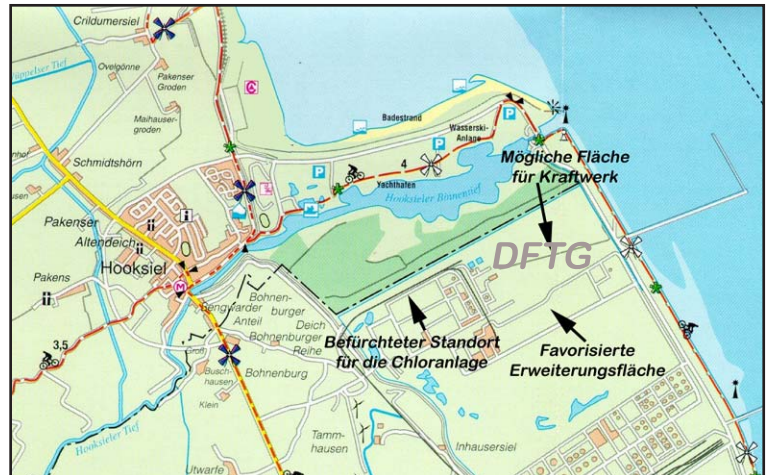 Crildumersiel
Ovelgönne
Pakenser
Groden
Maihauser-
groden
Schmidtshörn
Pakenser
Altendeich
Hooksiel
Pakens
3,5
Badestrand
Wasserski-
Anlage
4
Yachthafen
Hooksieler Binnentief
Mögliche Fläche
für Kraftwerk
DFTG
Befürchteter Standort
für die Chloranlage
Favorisierte
Erweiterungsfläche
Bohnen-
burger
Deich
Anteil
Bohnenburger
Reihe
Groß
Busch-
hausen
Klein
Bohnenburg
Hooksieler Tief
Tamm-
hausen
Inhausersiel
Utwarfe
P
P
P
i
M